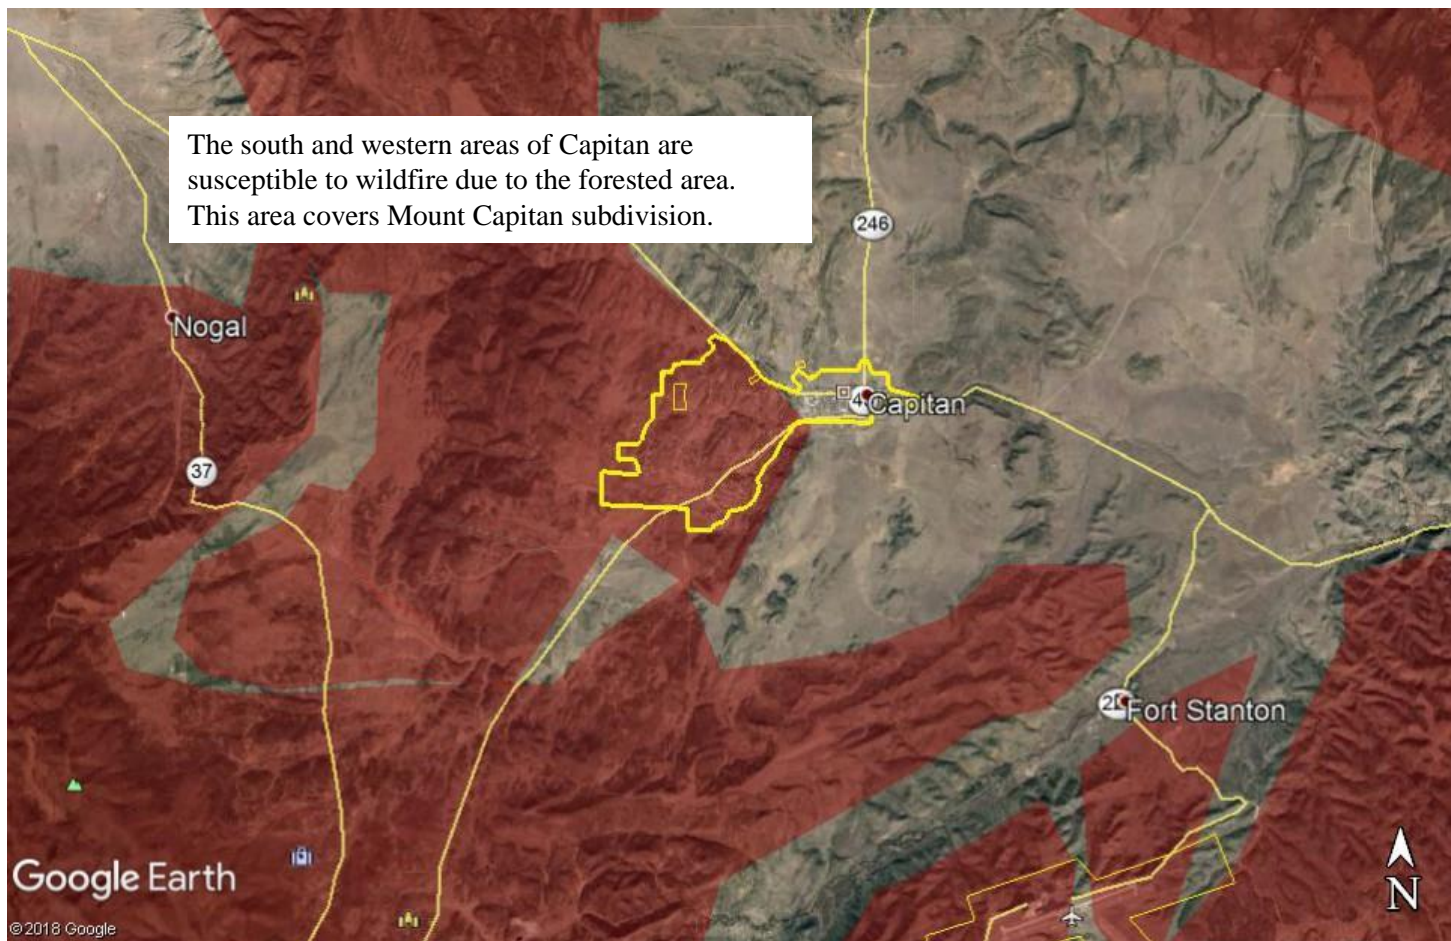 The south and western areas of Capitan are
susceptible to wildfire due to the forested area.
This area covers Mount Capitan subdivision.
246
Nogal
Capitan
37
Fort Stanton
Google Earth
N
©2018 Google